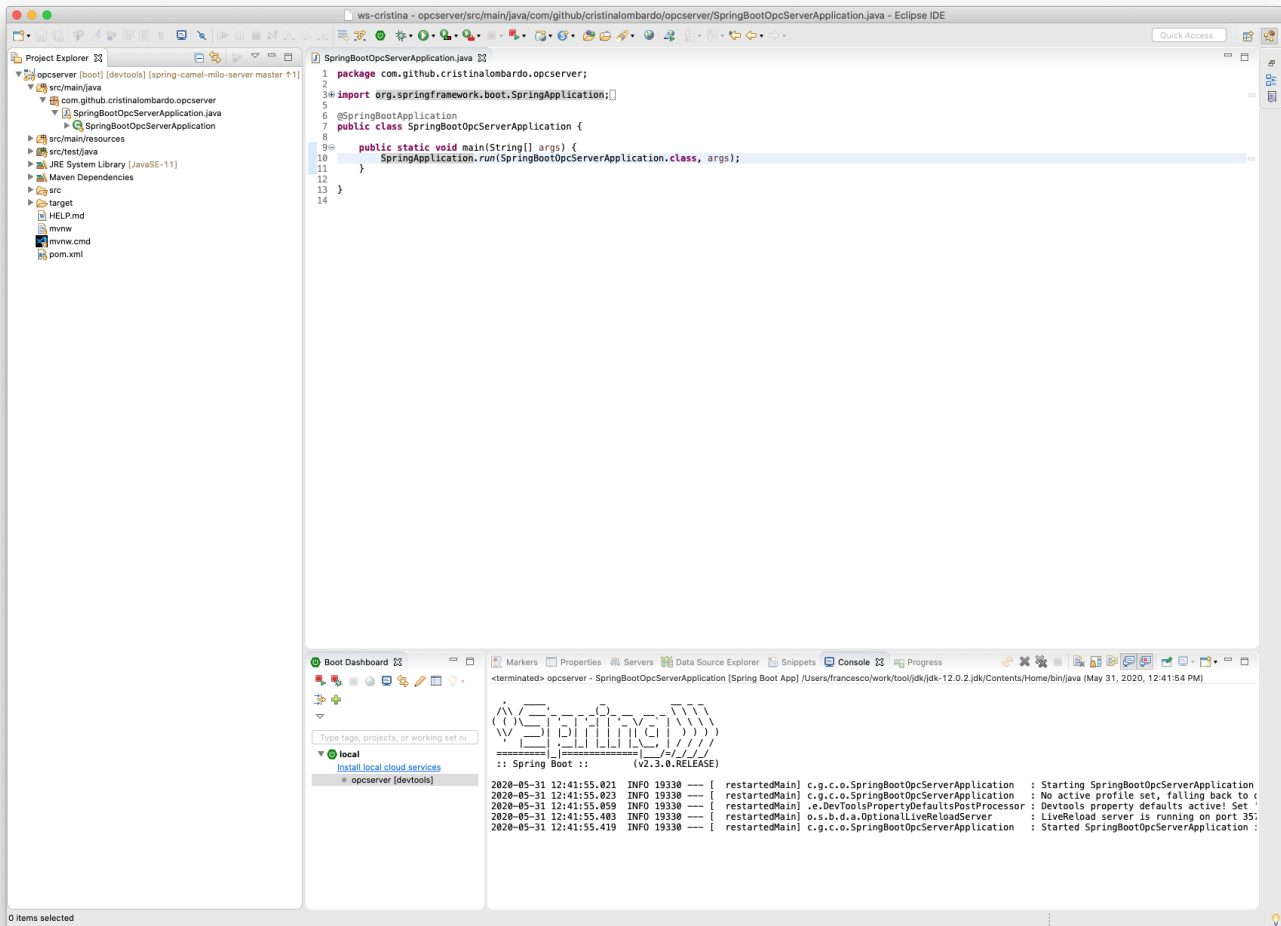 ws-cristina - opcserver/src/main/java/com/github/cristinalombardo/opcserver/SpringBootOpcServerApplication.java - Eclipse IDE
Quick Access
Project Explorer
opcserver [boot] [devtools] [spring-camel-milo-server master ↑1]
src/main/java
com.github.cristinalombardo.opcserver
SpringBootOpcServerApplication.java
SpringBootOpcServerApplication
src/main/resources
src/test/java
JRE System Library [JavaSE-11]
Maven Dependencies
src
target
HELP.md
mvnw
mvnw.cmd
pom.xml
SpringBootOpcServerApplication.java
1 package com.github.cristinalombardo.opcserver;
2
3 import org.springframework.boot.SpringApplication;
5
6 @SpringBootApplication
7 public class SpringBootOpcServerApplication {
8
9 public static void main(String[] args) {
10 SpringApplication.run(SpringBootOpcServerApplication.class, args);
11 }
12
13 }
14
Boot Dashboard
Type tags, projects, or working set n
local
Install local cloud services
opcserver [devtools]
Markers Properties Servers Data Source Explorer Snippets Console Progress
<terminated> opcserver - SpringBootOpcServerApplication [Spring Boot App] /Users/francesco/work/tool/jdk/jdk-12.0.2.jdk/Contents/Home/bin/java (May 31, 2020, 12:41:54 PM)
Spring
:: Spring Boot :: (v2.3.0.RELEASE)
2020-05-31 12:41:55.021 INFO 19330 --- [ restartedMain] c.g.c.o.SpringBootOpcServerApplication : Starting SpringBootOpcServerApplication
2020-05-31 12:41:55.023 INFO 19330 --- [ restartedMain] c.g.c.o.SpringBootOpcServerApplication : No active profile set, falling back to
2020-05-31 12:41:55.059 INFO 19330 --- [ restartedMain] .e.DevToolsPropertyDefaultsPostProcessor : Devtools property defaults active! Set '
2020-05-31 12:41:55.403 INFO 19330 --- [ restartedMain] o.s.b.d.a.OptionalLiveReloadServer : LiveReload server is running on port 357
2020-05-31 12:41:55.419 INFO 19330 --- [ restartedMain] c.g.c.o.SpringBootOpcServerApplication : Started SpringBootOpcServerApplication
0 items selected